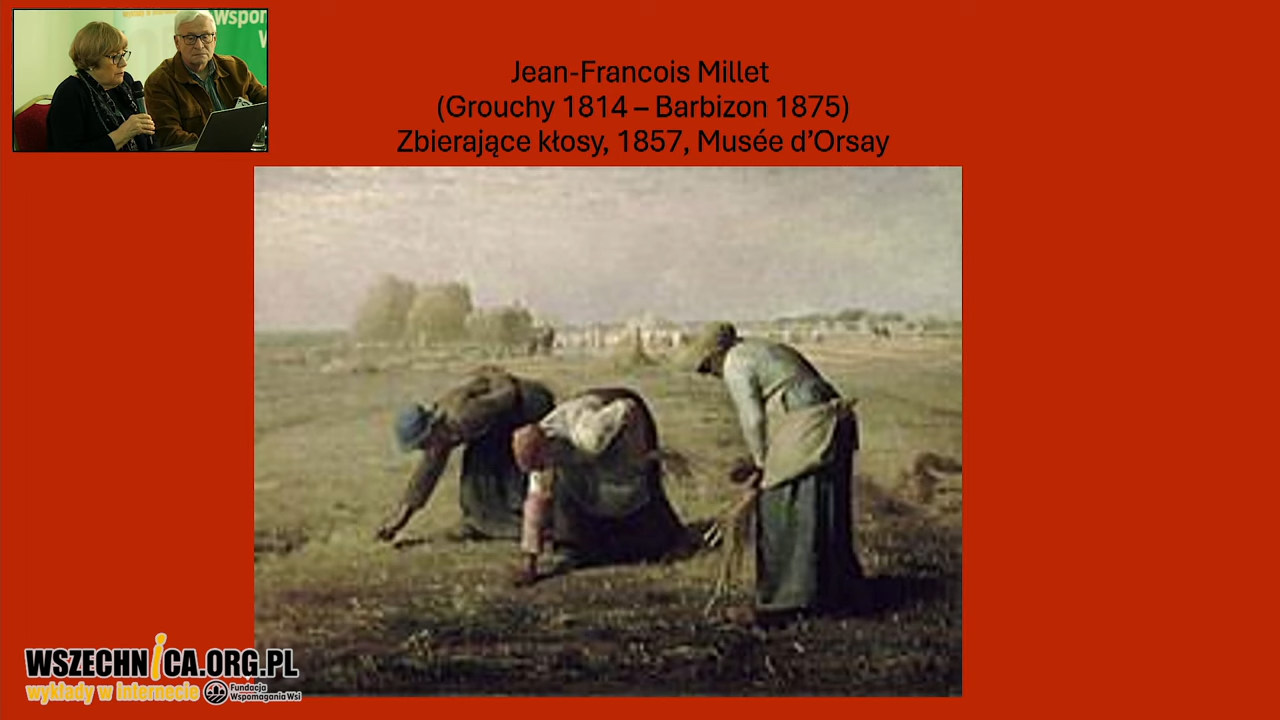 Wspom
W
Jean-Francois Millet
(Grouchy 1814 – Barbizon 1875)
Zbierające kłosy, 1857, Musée d’Orsay
WSZECHNICA.ORG.PL
wykłady w internecie
Fundacja
Wspomagania Wsi